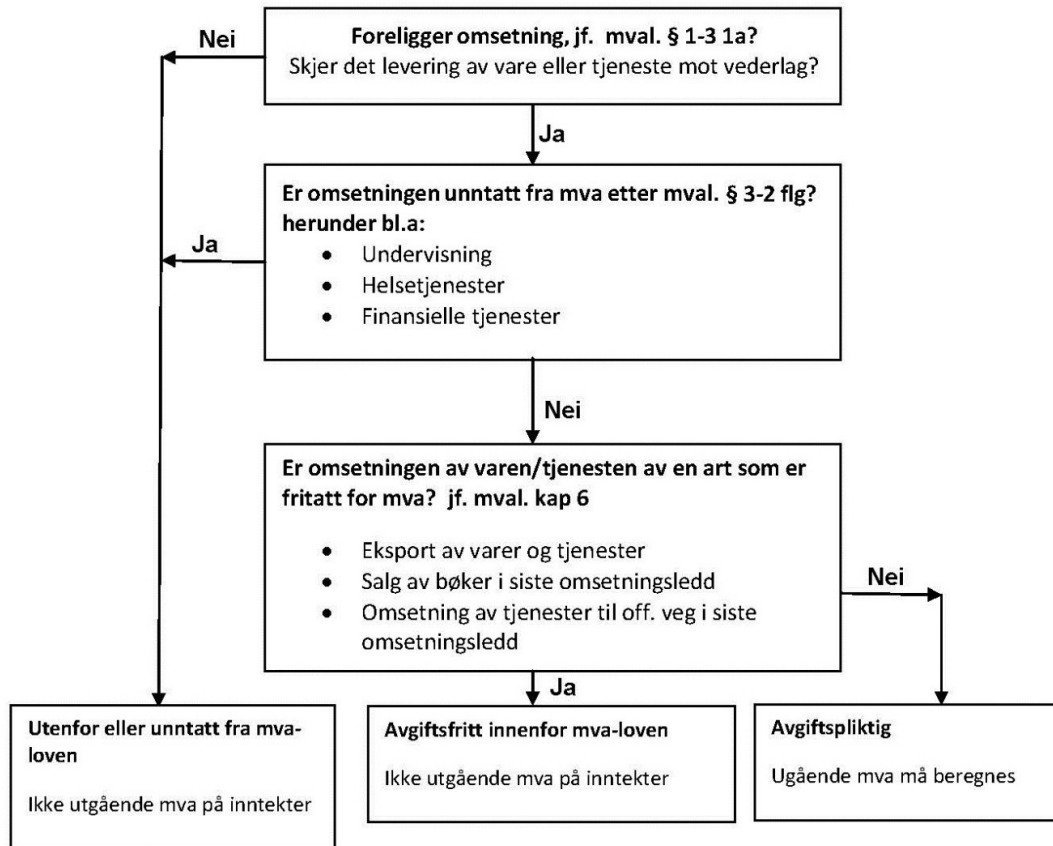 Nei
Foreligger omsetning, jf. mval. § 1-3 1a?
Skjer det levering av vare eller tjeneste mot vederlag?
Ja
Er omsetningen unntatt fra mva etter mval. § 3-2 flg?
herunder bl.a:
Ja
• Undervisning
• Helsetjenester
• Finansielle tjenester
Nei
Er omsetningen av varen/tjenesten av en art som er
fritatt for mva? jf. mval. kap 6
• Eksport av varer og tjenester
• Salg av bøker i siste omsetningsledd
• Omsetning av tjenester til off. veg i siste
omsetningsledd
Nei
Ja
Utenfor eller unntatt fra mva-
loven
Ikke utgående mva på inntekter
Avgiftsfritt innenfor mva-loven
Ikke utgående mva på inntekter
Avgiftspliktig
Ugående mva må beregnes